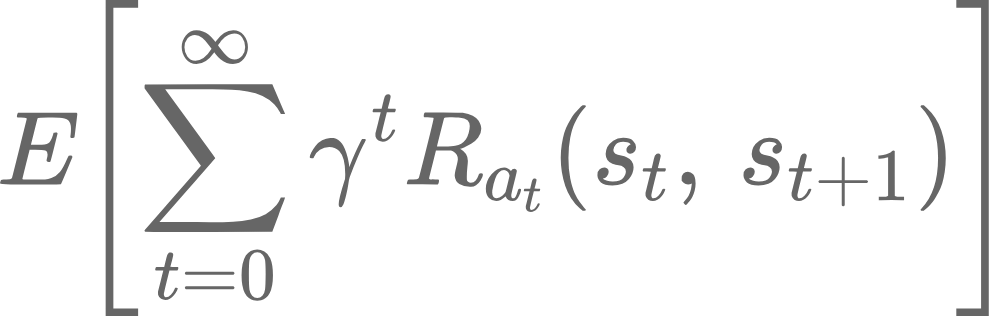 E[∑_{t=0}^{∞} γ^t R_{a_t}(s_t, s_{t+1})]